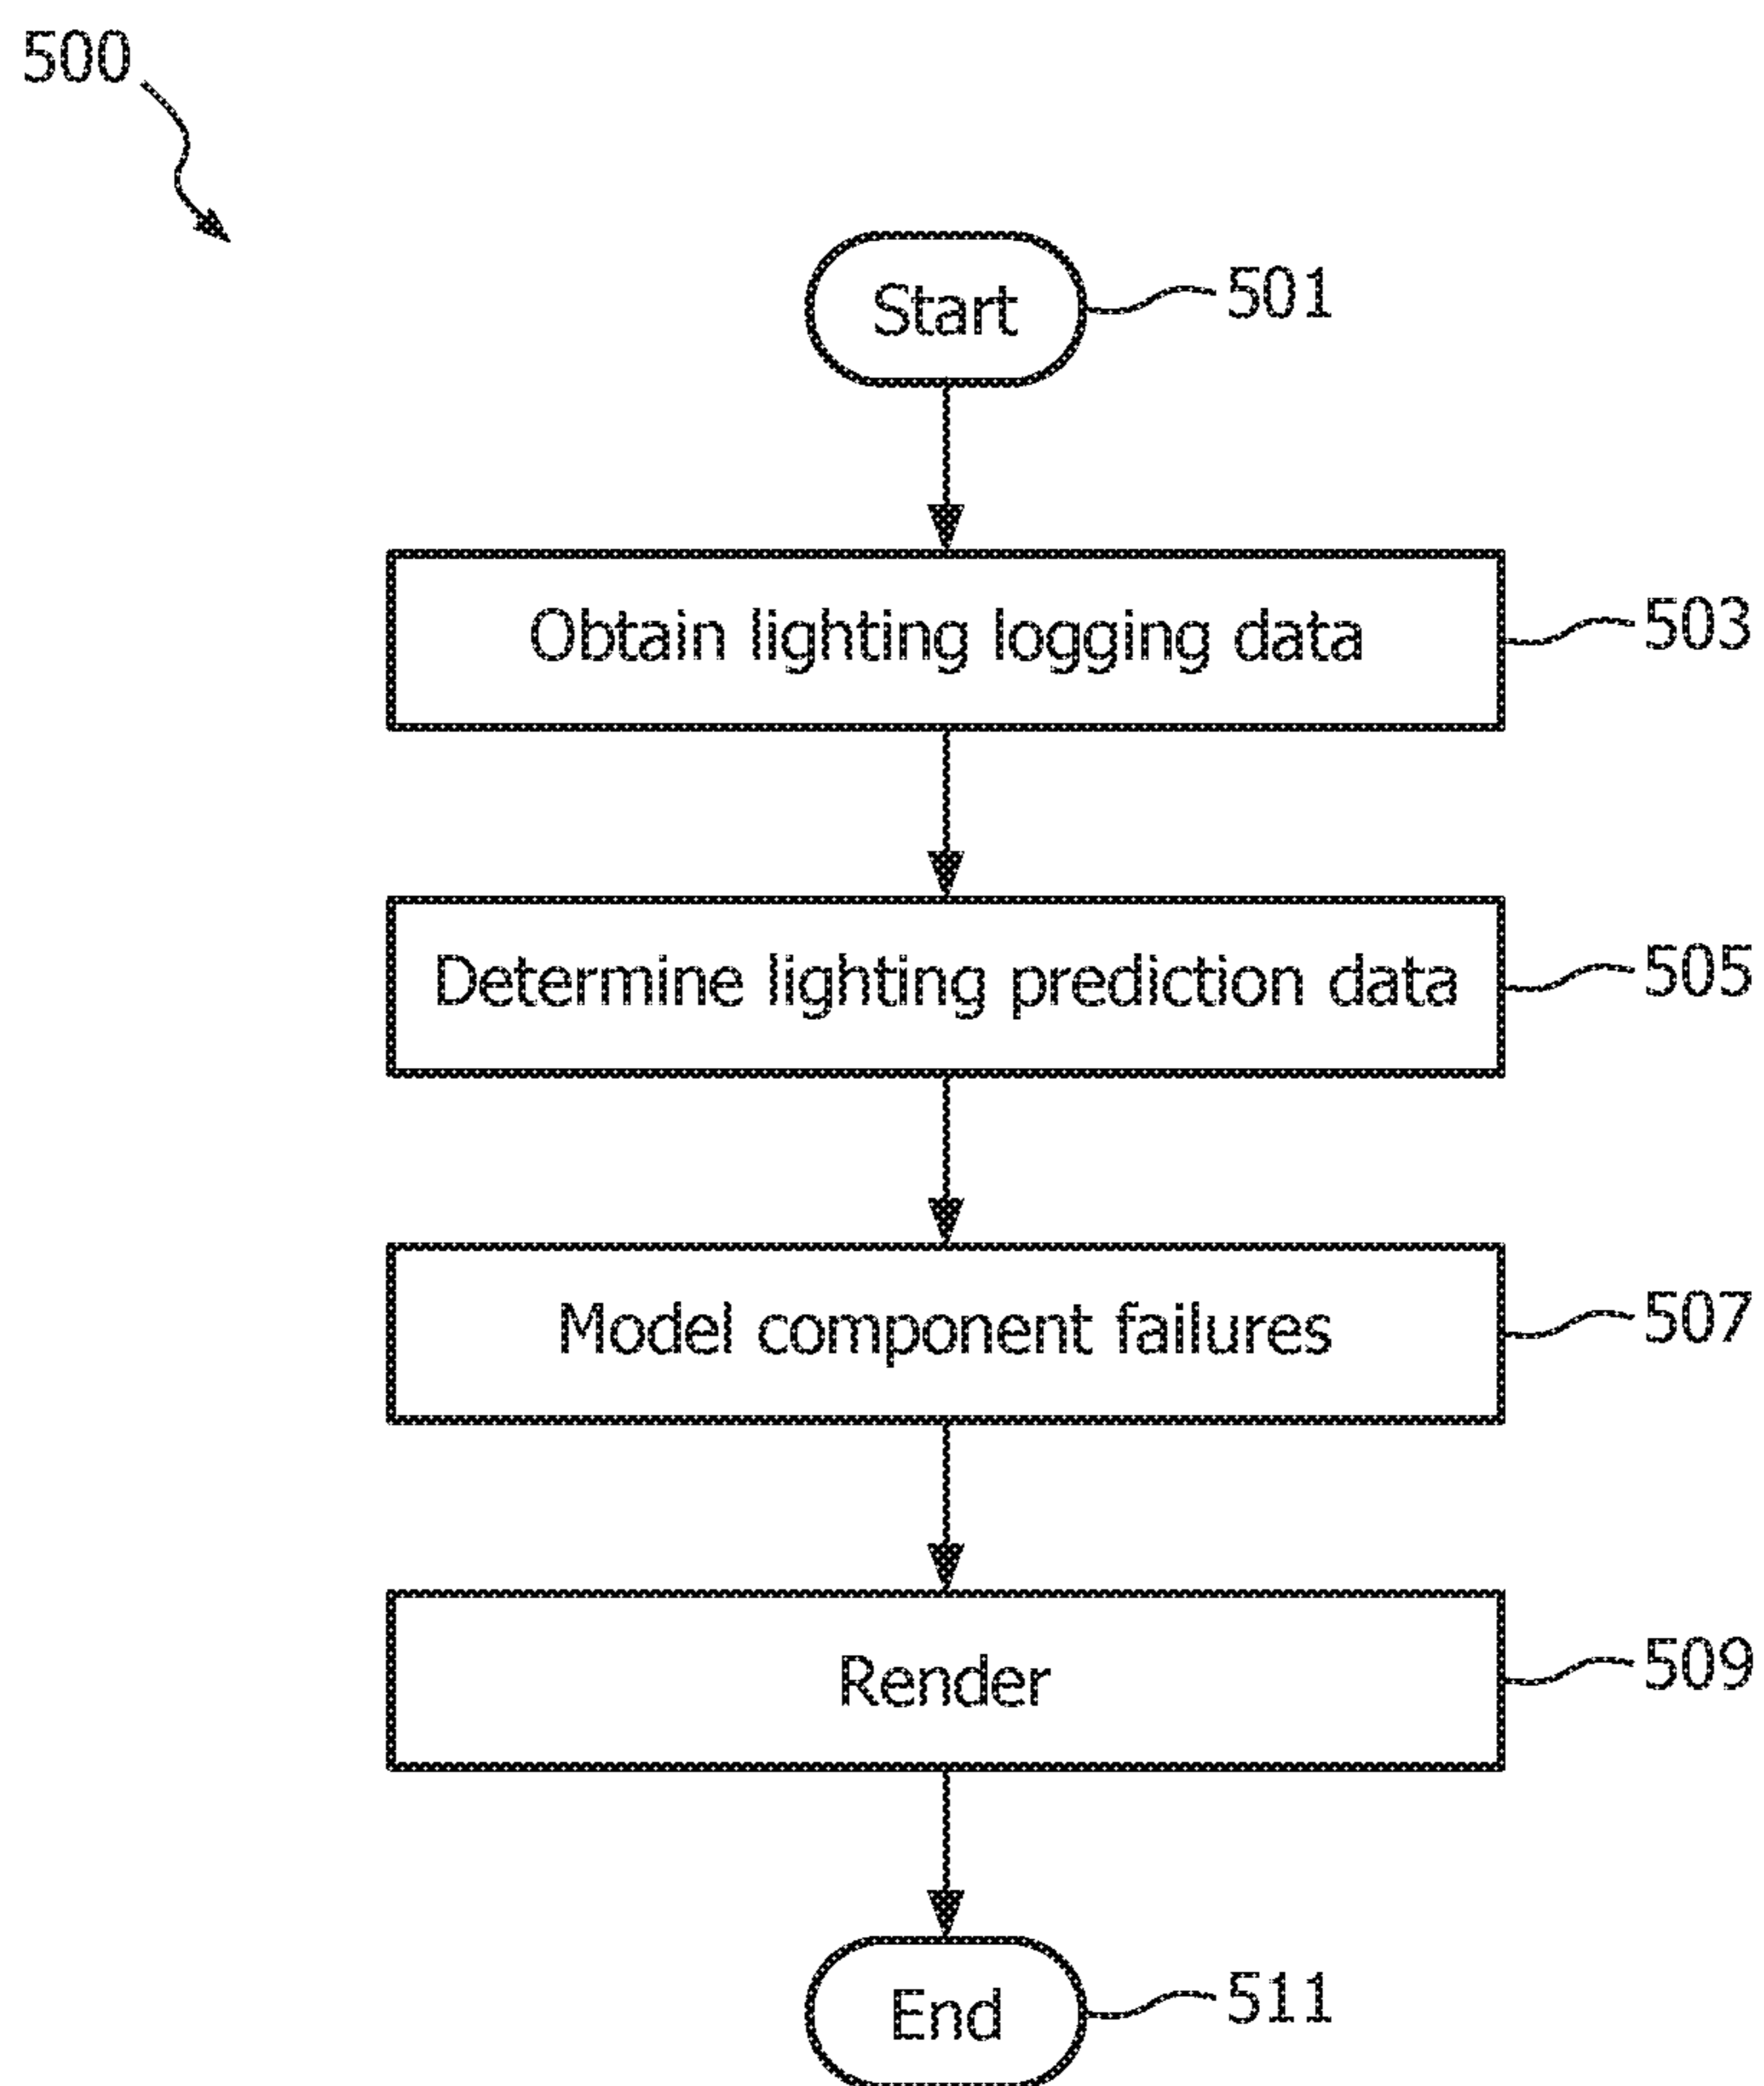 500
Start
501
Obtain lighting logging data
503
Determine lighting prediction data
505
Model component failures
507
Render
509
End
511